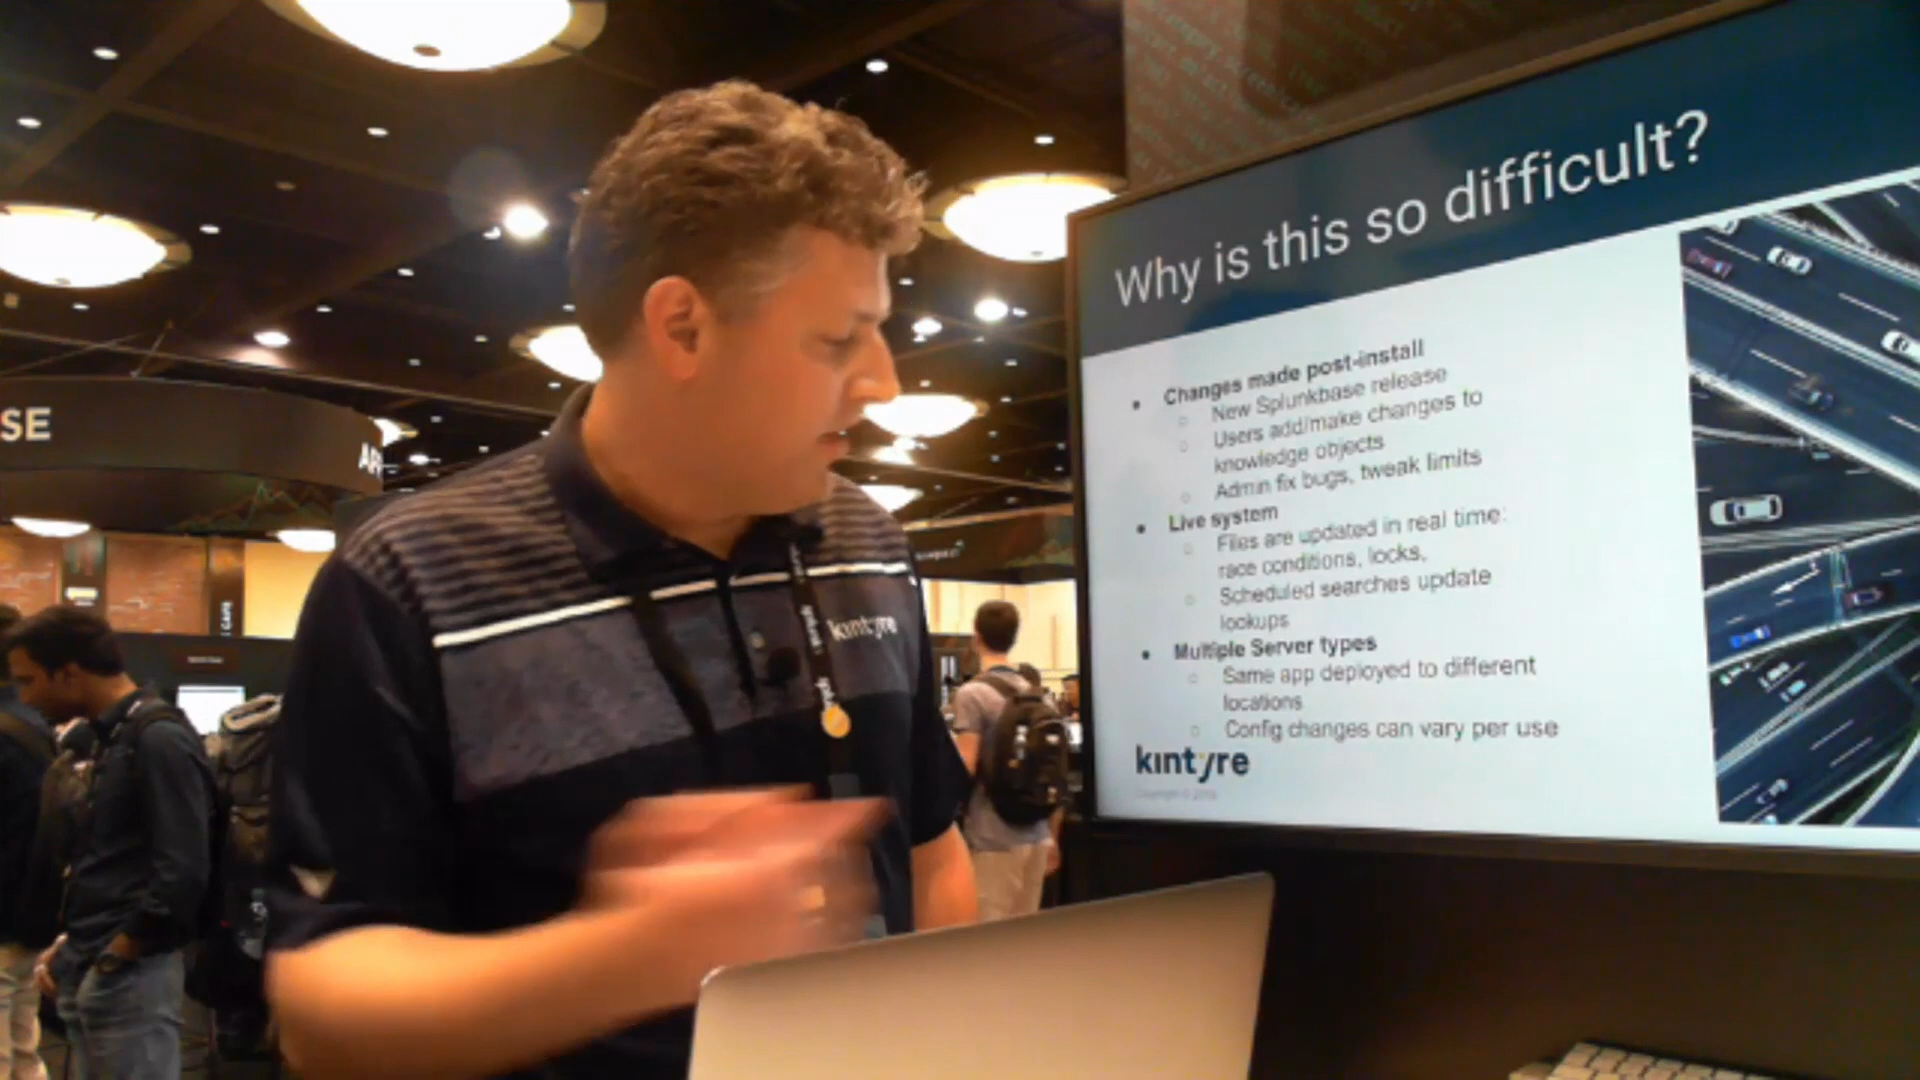 Why is this so difficult?
Changes made post-install
New Splunkbase release
Users add/make changes to
knowledge objects
Admin fix bugs, tweak limits
Live system
Files are updated in real time:
race conditions, locks,
Scheduled searches update
lookups
Multiple Server types
Same app deployed to different
locations
Config changes can vary per use
kintyre
SE
kintyre
splunk>